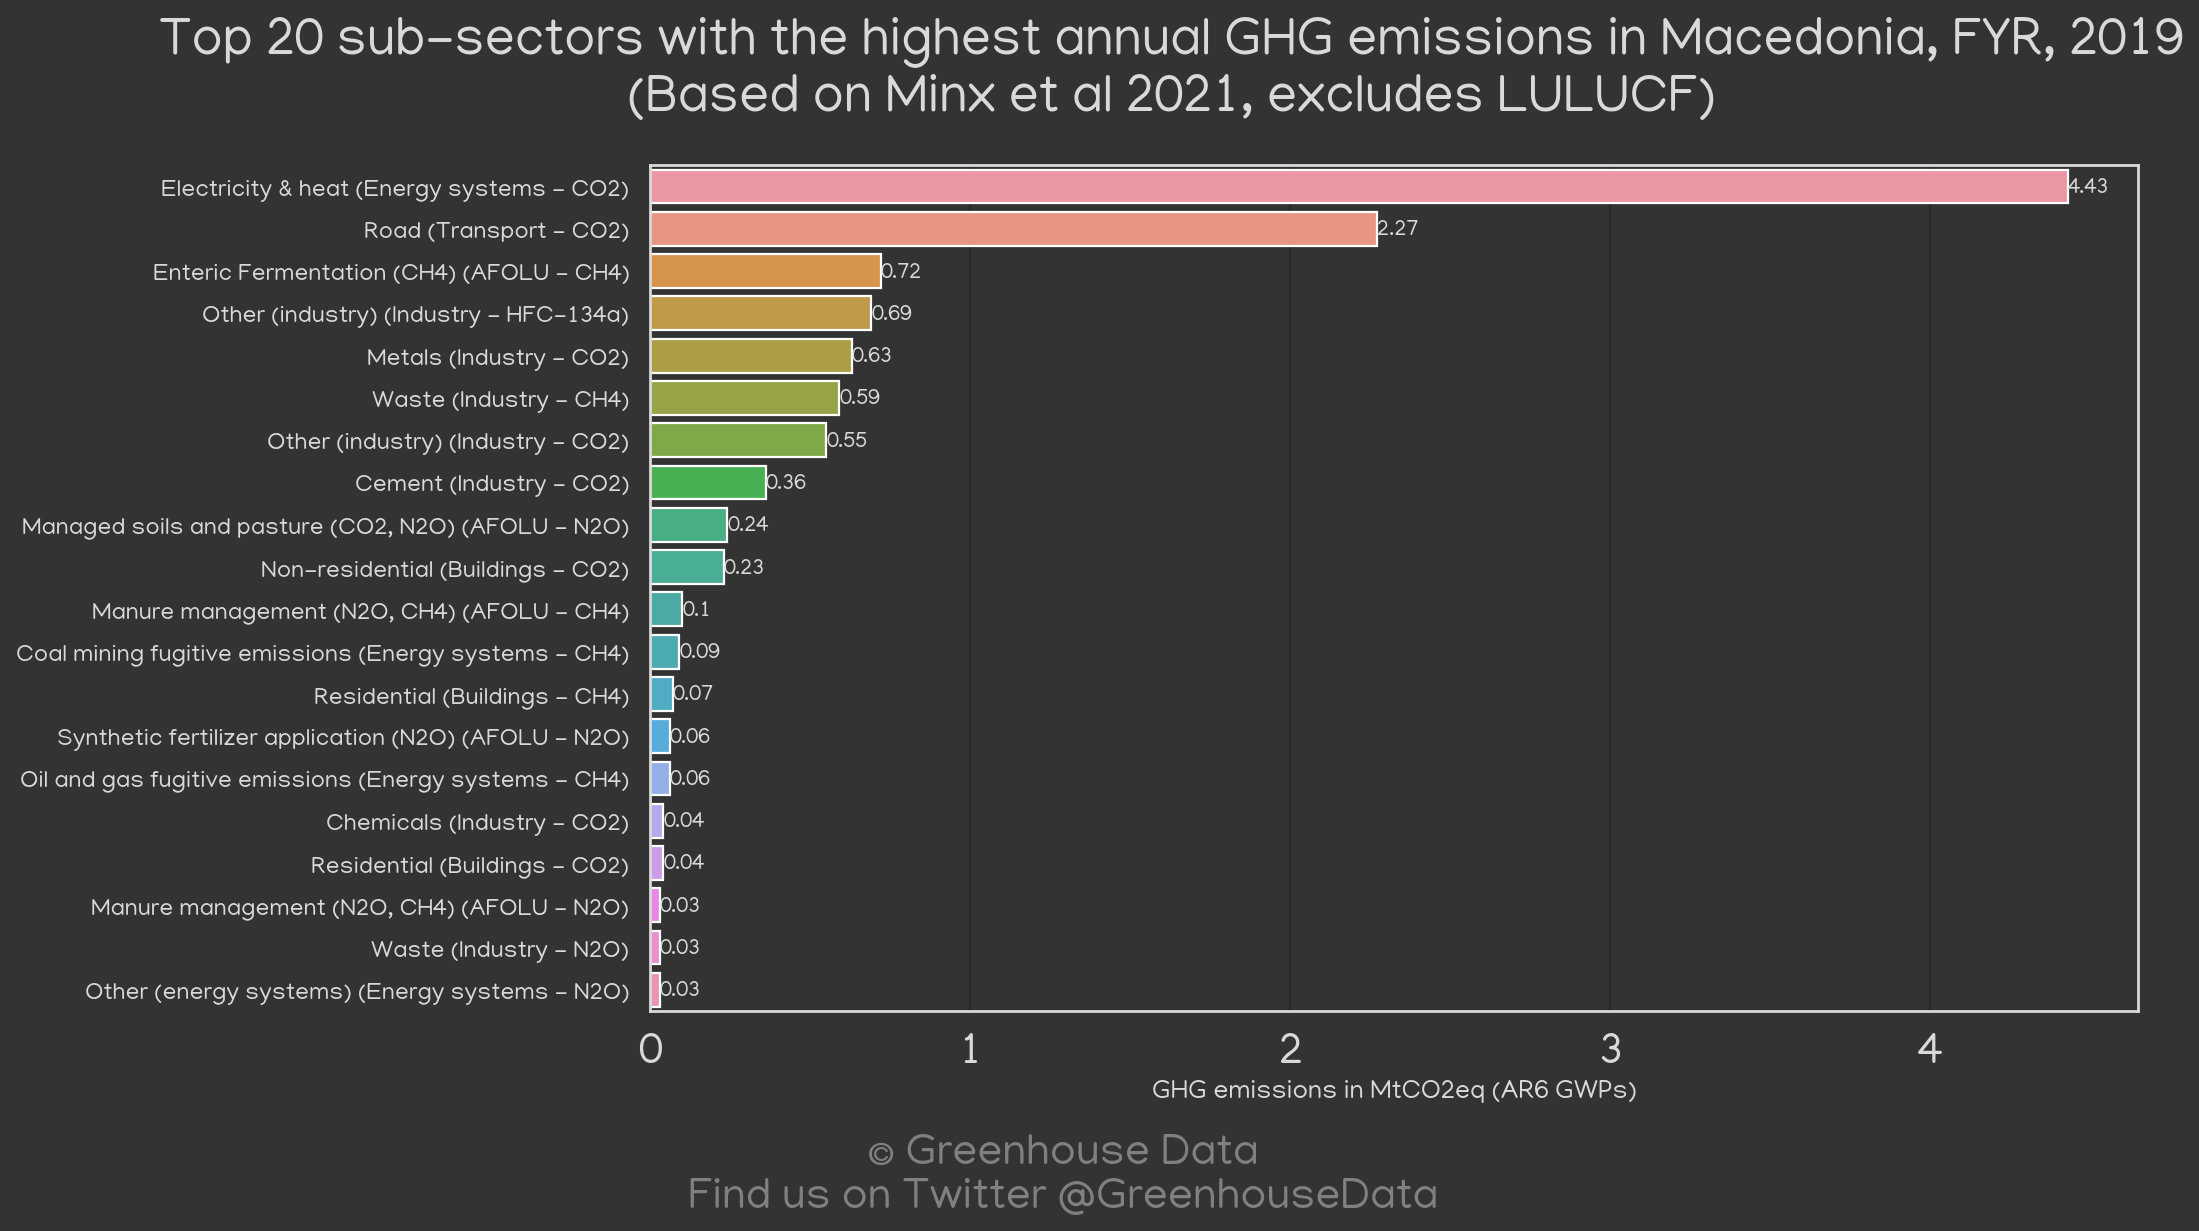 Top 20 sub-sectors with the highest annual GHG emissions in Macedonia, FYR, 2019
(Based on Minx et al 2021, excludes LULUCF)
Electricity & heat (Energy systems - CO2) 4.43
Road (Transport - CO2) 2.27
Enteric Fermentation (CH4) (AFOLU - CH4) 0.72
Other (industry) (Industry - HFC-134a) 0.69
Metals (Industry - CO2) 0.63
Waste (Industry - CH4) 0.59
Other (industry) (Industry - CO2) 0.55
Cement (Industry - CO2) 0.36
Managed soils and pasture (CO2, N2O) (AFOLU - N2O) 0.24
Non-residential (Buildings - CO2) 0.23
Manure management (N2O, CH4) (AFOLU - CH4) 0.1
Coal mining fugitive emissions (Energy systems - CH4) 0.09
Residential (Buildings - CH4) 0.07
Synthetic fertilizer application (N2O) (AFOLU - N2O) 0.06
Oil and gas fugitive emissions (Energy systems - CH4) 0.06
Chemicals (Industry - CO2) 0.04
Residential (Buildings - CO2) 0.04
Manure management (N2O, CH4) (AFOLU - N2O) 0.03
Waste (Industry - N2O) 0.03
Other (energy systems) (Energy systems - N2O) 0.03
0 1 2 3 4
GHG emissions in MtCO2eq (AR6 GWPs)
© Greenhouse Data
Find us on Twitter @GreenhouseData